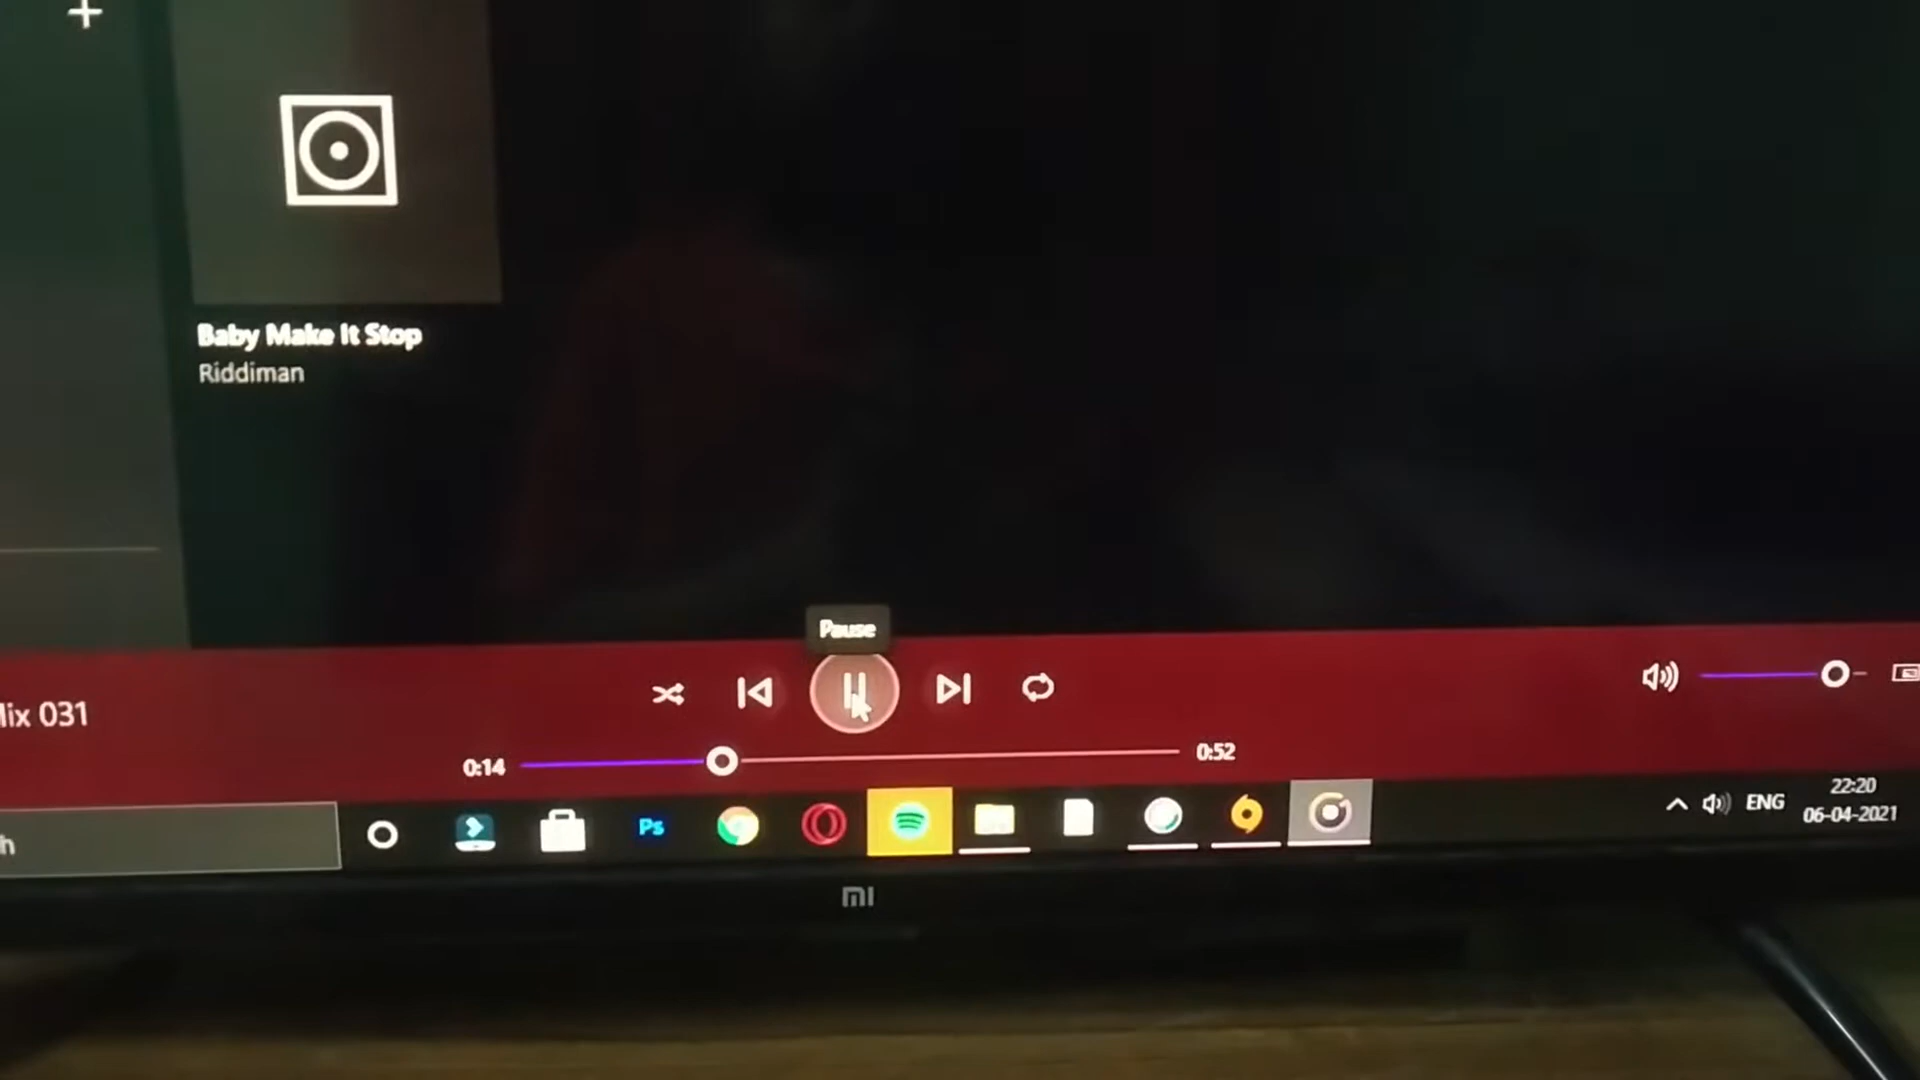 Baby Make It Stop
Riddiman
Pause
Mix 031
0:14
0:52
Ps
ENG
22:20
06-04-2021
h
mi